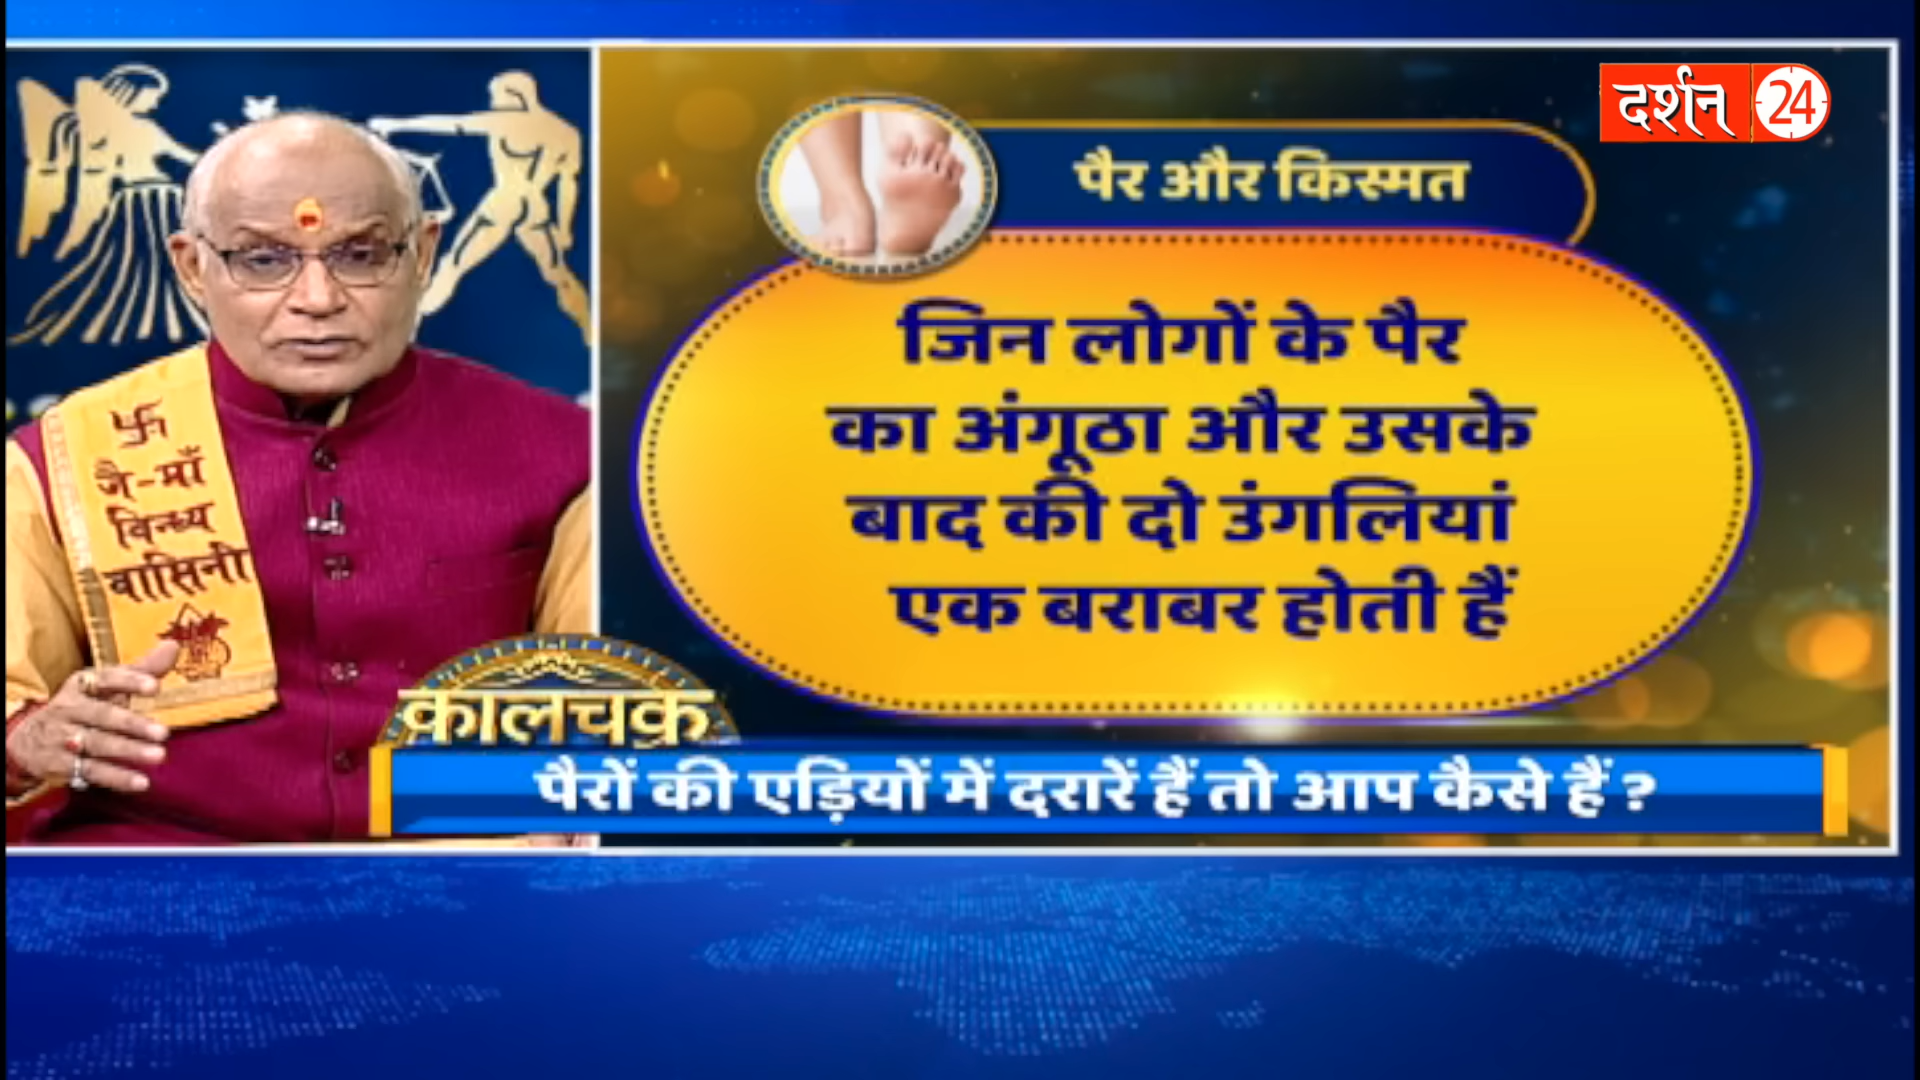 दर्शन 24
पैर और किस्मत
जिन लोगों के पैर
का अंगूठा और उसके
बाद की दो उंगलियां
एक बराबर होती हैं
जै-माँ
विन्ध्य
वासिनी
कालचक्र
पैरों की एड़ियों में दरारें हैं तो आप कैसे हैं ?